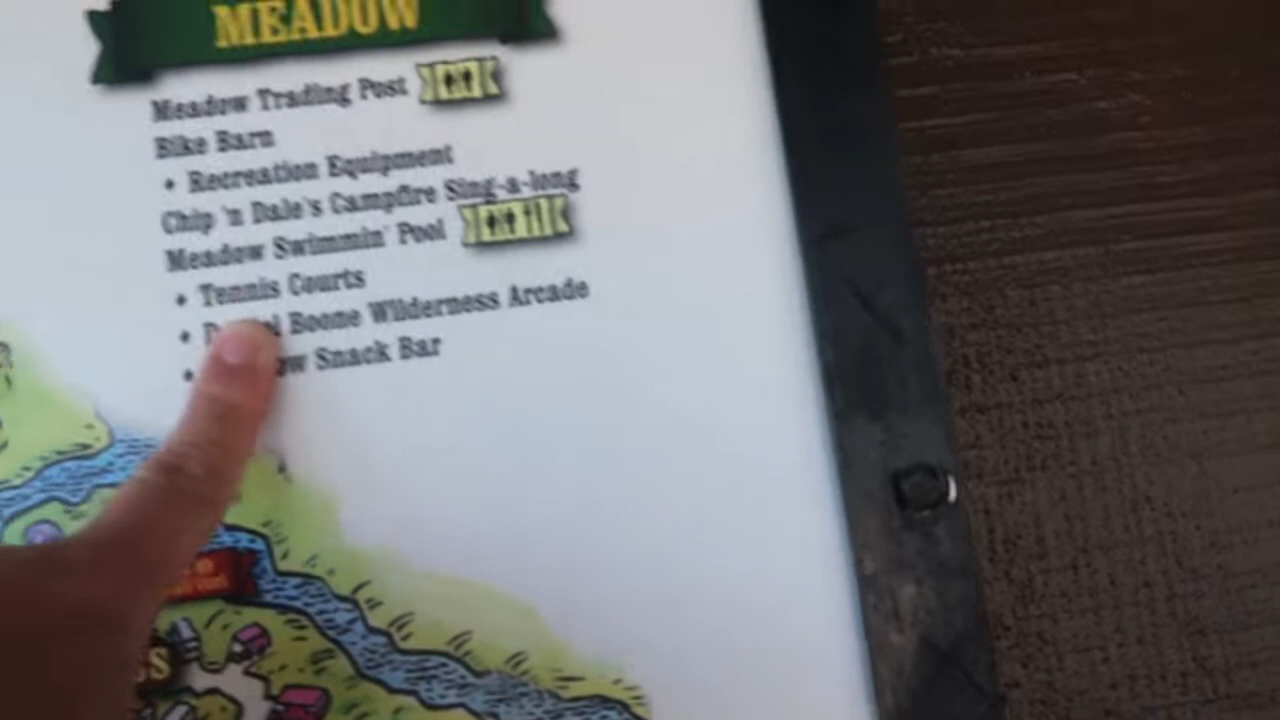 MEADOW
Meadow Trading Post
Bike Barn
• Recreation Equipment
Chip 'n Dale's Campfire Sing-a-long
Meadow Swimmin' Pool
• Tennis Courts
• Boone Wilderness Arcade
• Snack Bar